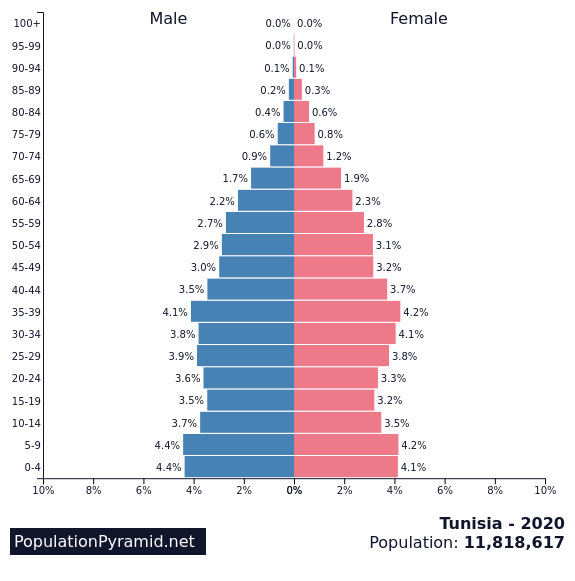 Male Female
100+ 0.0% 0.0%
95-99 0.0% 0.0%
90-94 0.1% 0.1%
85-89 0.2% 0.3%
80-84 0.4% 0.6%
75-79 0.6% 0.8%
70-74 0.9% 1.2%
65-69 1.7% 1.9%
60-64 2.2% 2.3%
55-59 2.7% 2.8%
50-54 2.9% 3.1%
45-49 3.0% 3.2%
40-44 3.5% 3.7%
35-39 4.1% 4.2%
30-34 3.8% 4.1%
25-29 3.9% 3.8%
20-24 3.6% 3.3%
15-19 3.5% 3.2%
10-14 3.7% 3.5%
5-9 4.4% 4.2%
0-4 4.4% 4.1%
10% 8% 6% 4% 2% 0% 2% 4% 6% 8% 10%
Tunisia - 2020
PopulationPyramid.net Population: 11,818,617